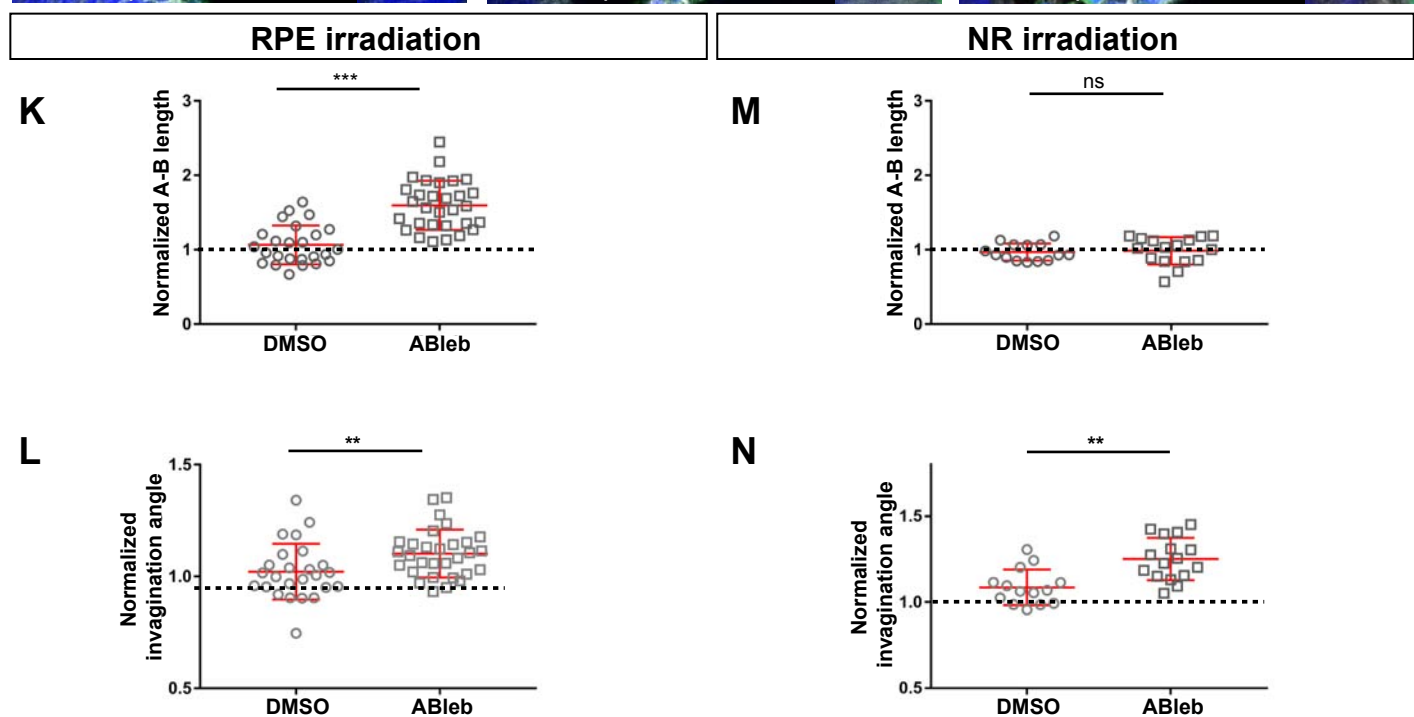 RPE irradiation
NR irradiation
K
***
Normalized A-B length
3
2
1
0
DMSO ABleb
M
ns
Normalized A-B length
3
2
1
0
DMSO ABleb
L
**
Normalized
invagination angle
1.5
1.0
0.5
DMSO ABleb
N
**
Normalized
invagination angle
1.5
1.0
0.5
DMSO ABleb